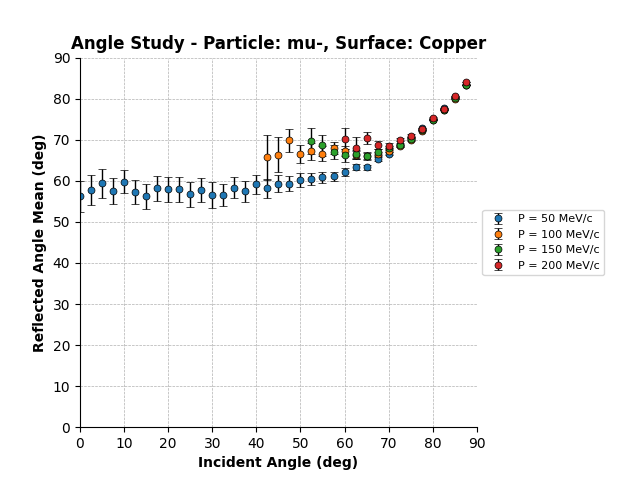 Angle Study - Particle: mu-, Surface: Copper
Reflected Angle Mean (deg)
90
80
70
60
50
40
30
20
10
0
0 10 20 30 40 50 60 70 80 90
Incident Angle (deg)
P = 50 MeV/c
P = 100 MeV/c
P = 150 MeV/c
P = 200 MeV/c